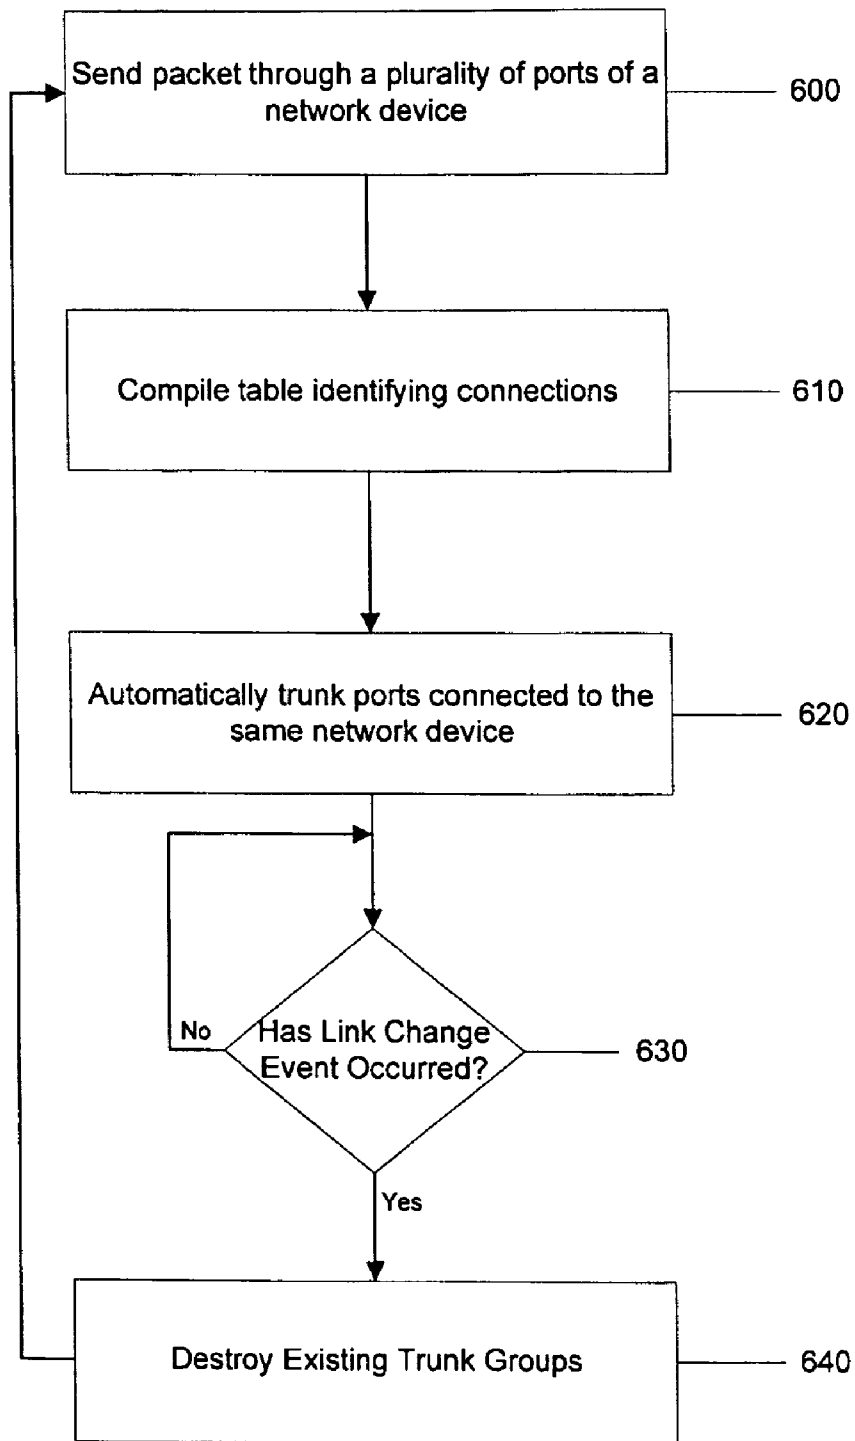 Send packet through a plurality of ports of a
network device
600
Compile table identifying connections
610
Automatically trunk ports connected to the
same network device
620
No
Has Link Change
Event Occurred?
630
Yes
Destroy Existing Trunk Groups
640